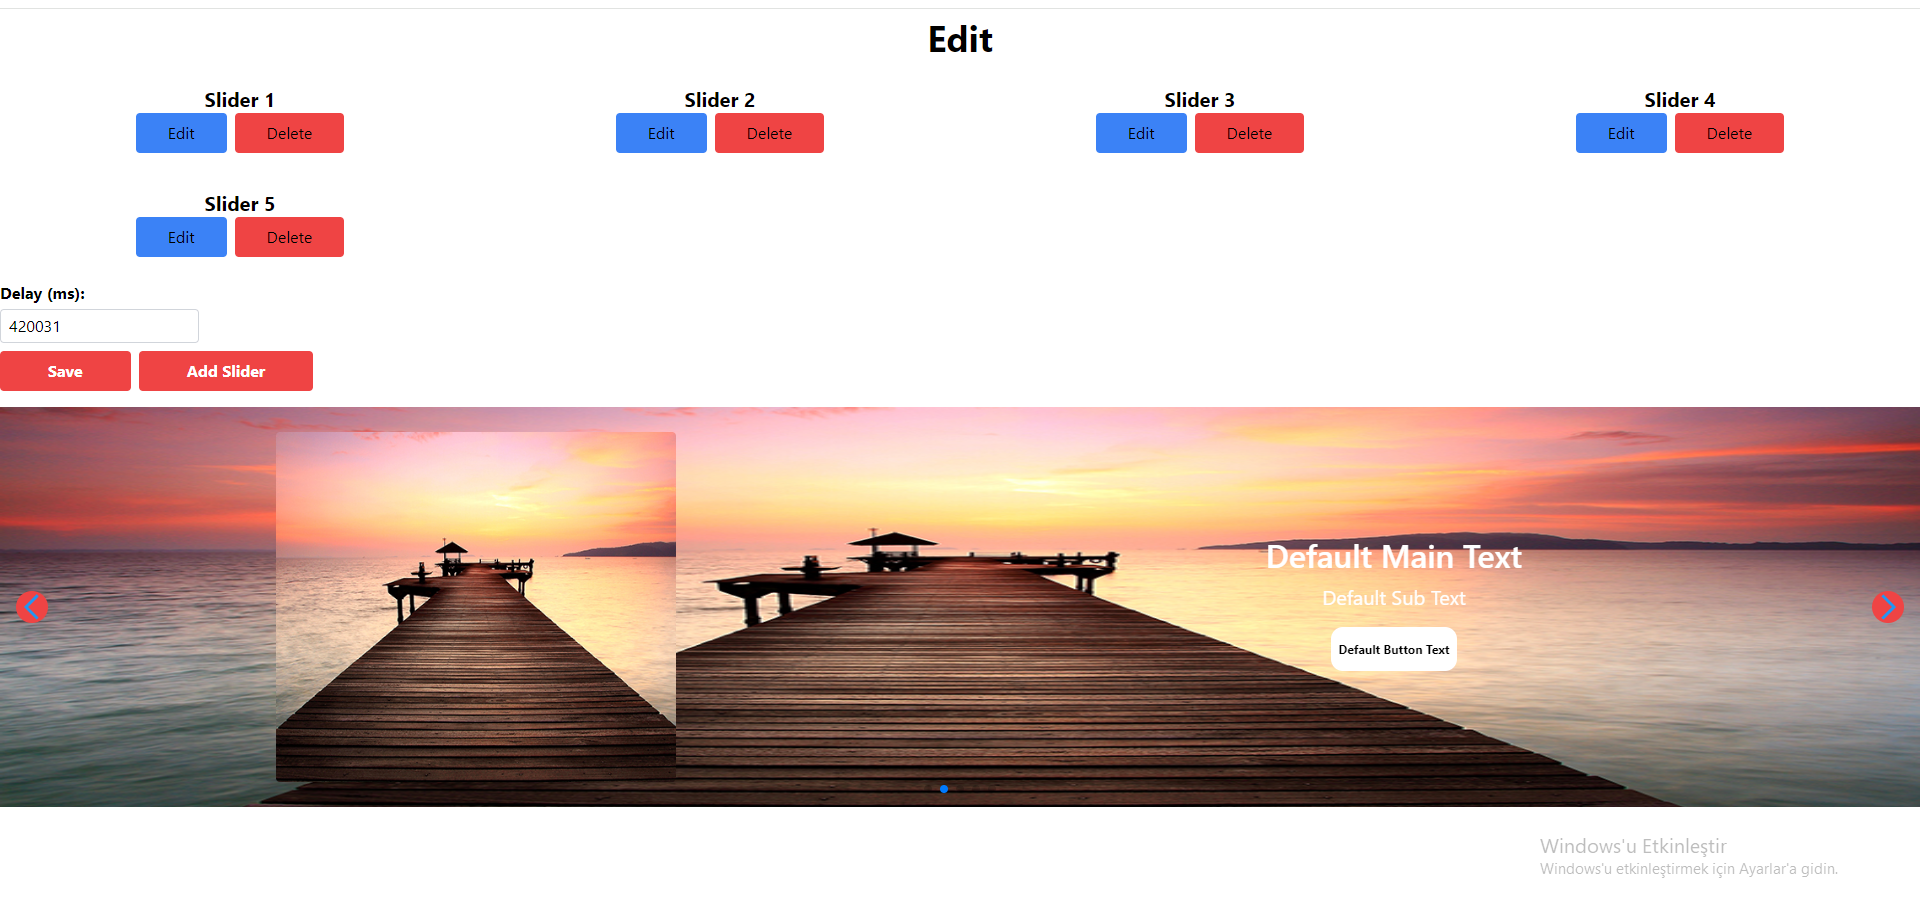 Edit
Slider 1
Edit Delete
Slider 2
Edit Delete
Slider 3
Edit Delete
Slider 4
Edit Delete
Slider 5
Edit Delete
Delay (ms):
420031
Save Add Slider
Default Main Text
Default Sub Text
Default Button Text
Windows'u Etkinleştir
Windows'u etkinleştirmek için Ayarlar'a gidin.